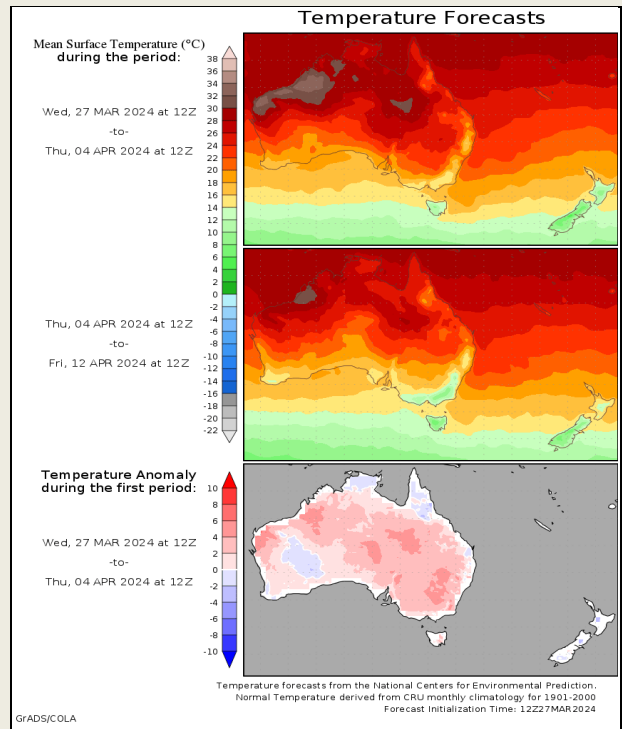 Temperature Forecasts
Mean Surface Temperature (°C)
during the period:
38
36
34
32
30
28
26
24
22
20
18
16
14
12
10
8
6
4
2
0
-2
-4
-6
-8
-10
-12
-14
-16
-18
-20
-22
Wed, 27 MAR 2024 at 12Z
-to-
Thu, 04 APR 2024 at 12Z
Thu, 04 APR 2024 at 12Z
-to-
Fri, 12 APR 2024 at 12Z
Temperature Anomaly
during the first period:
10
8
6
4
2
0
-2
-4
-6
-8
-10
Wed, 27 MAR 2024 at 12Z
-to-
Thu, 04 APR 2024 at 12Z
Temperature forecasts from the National Centers for Environmental Prediction.
Normal Temperature derived from CRU monthly climatology for 1901-2000
Forecast Initialization Time: 12Z27MAR2024
GrADS/COLA